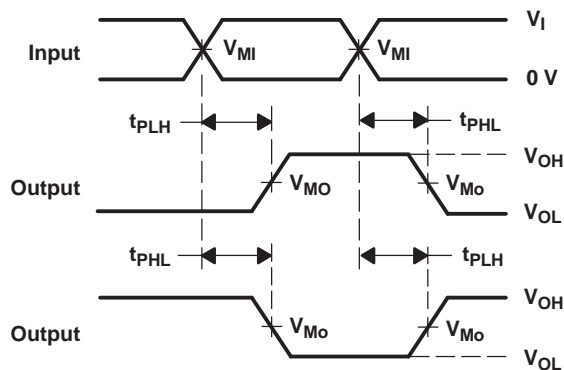 V_I
Input V_MI V_MI
0 V
t_PLH t_PHL
V_OH
Output V_MO V_Mo
V_OL
t_PHL t_PLH
V_OH
Output V_Mo V_Mo
V_OL